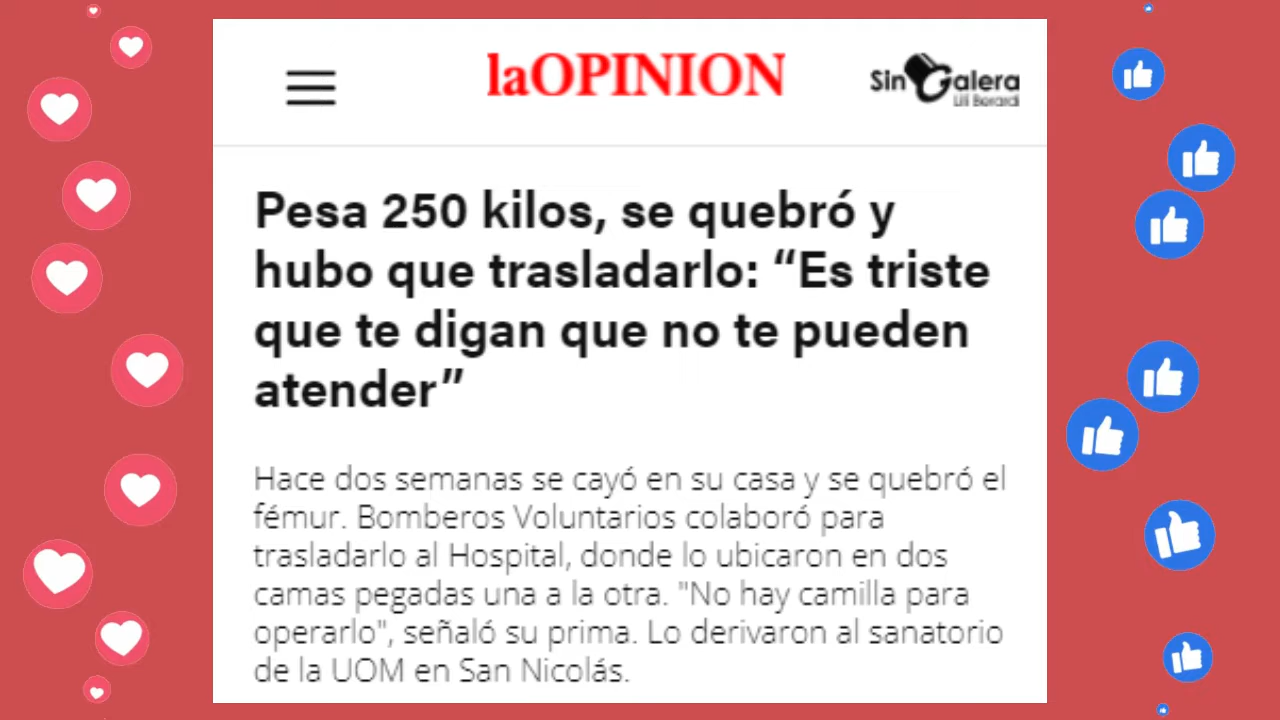 laOPINION
Sin Galera
Lili Berardi
Pesa 250 kilos, se quebró y
hubo que trasladarlo: “Es triste
que te digan que no te pueden
atender”
Hace dos semanas se cayó en su casa y se quebró el
fémur. Bomberos Voluntarios colaboró para
trasladarlo al Hospital, donde lo ubicaron en dos
camas pegadas una a la otra. "No hay camilla para
operarlo", señaló su prima. Lo derivaron al sanatorio
de la UOM en San Nicolás.